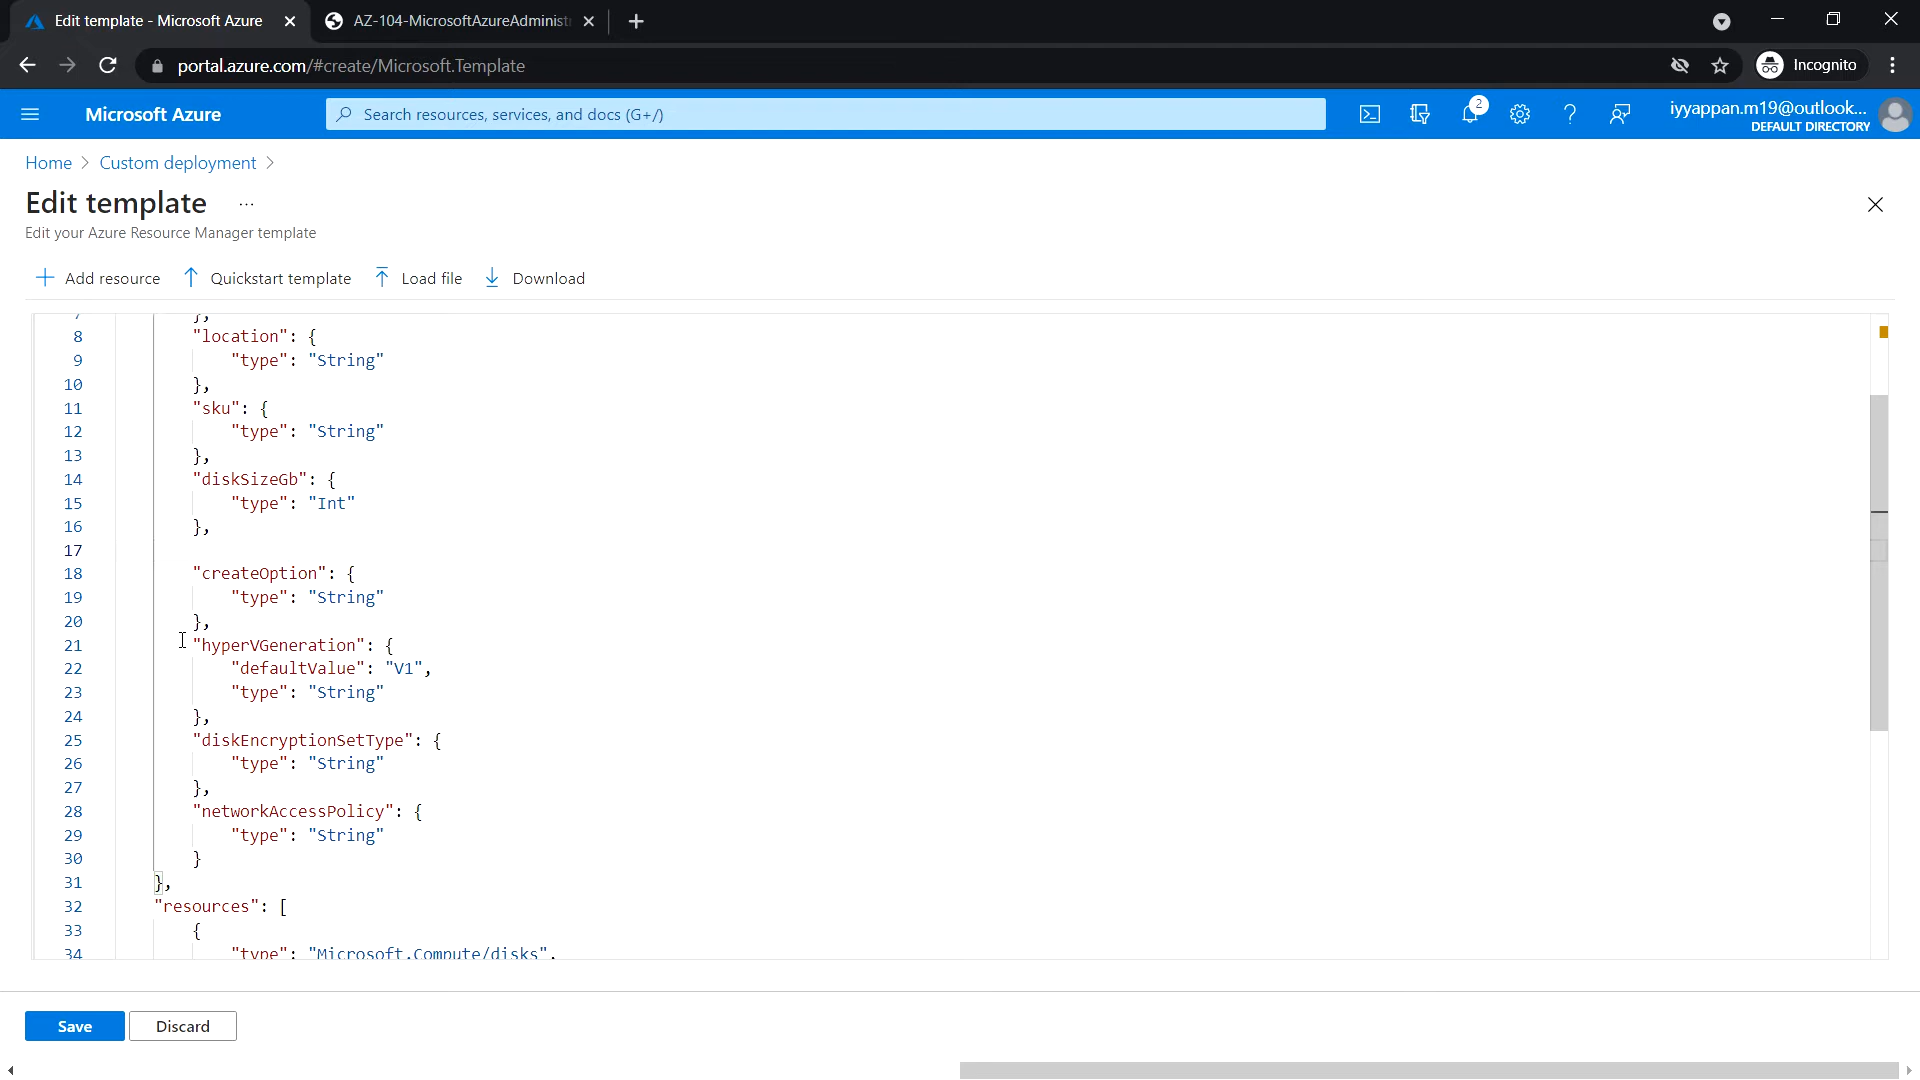 Edit template - Microsoft Azure
AZ-104-MicrosoftAzureAdminist
portal.azure.com/#create/Microsoft.Template
Incognito
Microsoft Azure
Search resources, services, and docs (G+/)
2
iyyappan.m19@outlook...
DEFAULT DIRECTORY
Home > Custom deployment >
Edit template ...
Edit your Azure Resource Manager template
Add resource
Quickstart template
Load file
Download
7 },
8 "location": {
9 "type": "String"
10 },
11 "sku": {
12 "type": "String"
13 },
14 "diskSizeGb": {
15 "type": "Int"
16 },
17
18 "createOption": {
19 "type": "String"
20 },
21 "hyperVGeneration": {
22 "defaultValue": "V1",
23 "type": "String"
24 },
25 "diskEncryptionSetType": {
26 "type": "String"
27 },
28 "networkAccessPolicy": {
29 "type": "String"
30 }
31 },
32 "resources": [
33 {
34 "type": "Microsoft.Compute/disks",
Save
Discard